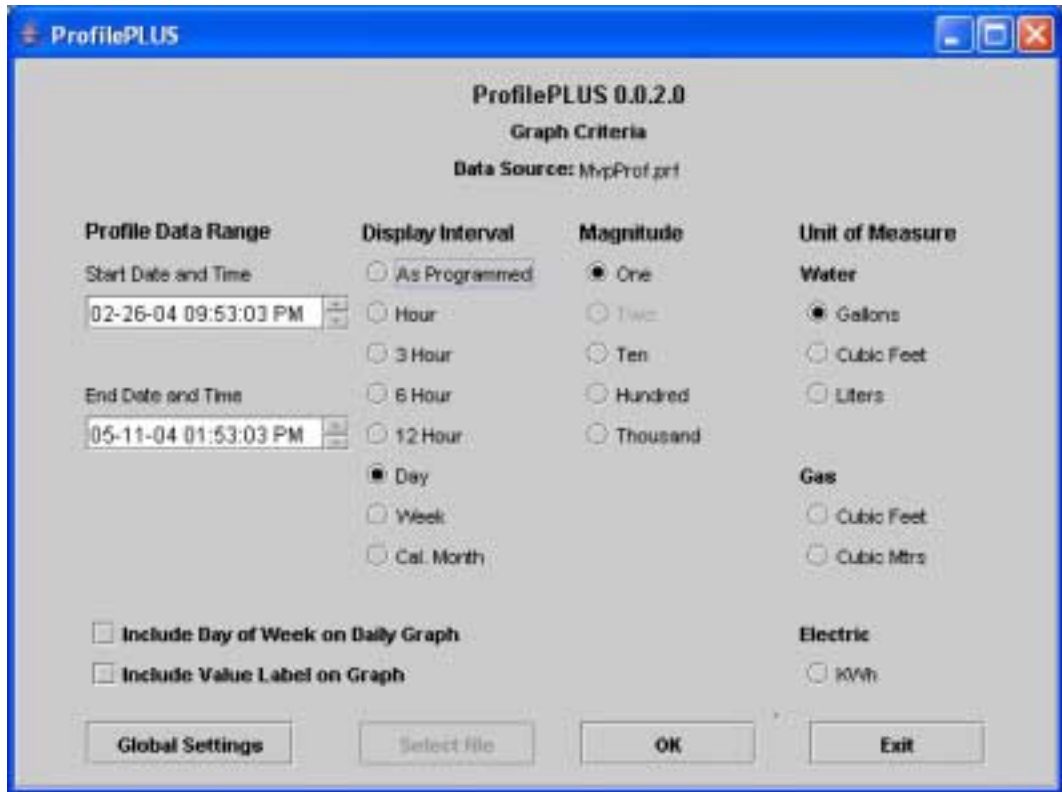 ProfilePLUS
ProfilePLUS 0.0.2.0
Graph Criteria
Data Source: MvpProf.prf
Profile Data Range
Start Date and Time
02-26-04 09:53:03 PM
End Date and Time
05-11-04 01:53:03 PM
Display Interval
As Programmed
Hour
3 Hour
6 Hour
12 Hour
Day
Week
Cal. Month
Magnitude
One
Two
Ten
Hundred
Thousand
Unit of Measure
Water
Gallons
Cubic Feet
Liters
Gas
Cubic Feet
Cubic Mtrs
Electric
KWh
Include Day of Week on Daily Graph
Include Value Label on Graph
Global Settings
Select file
OK
Exit